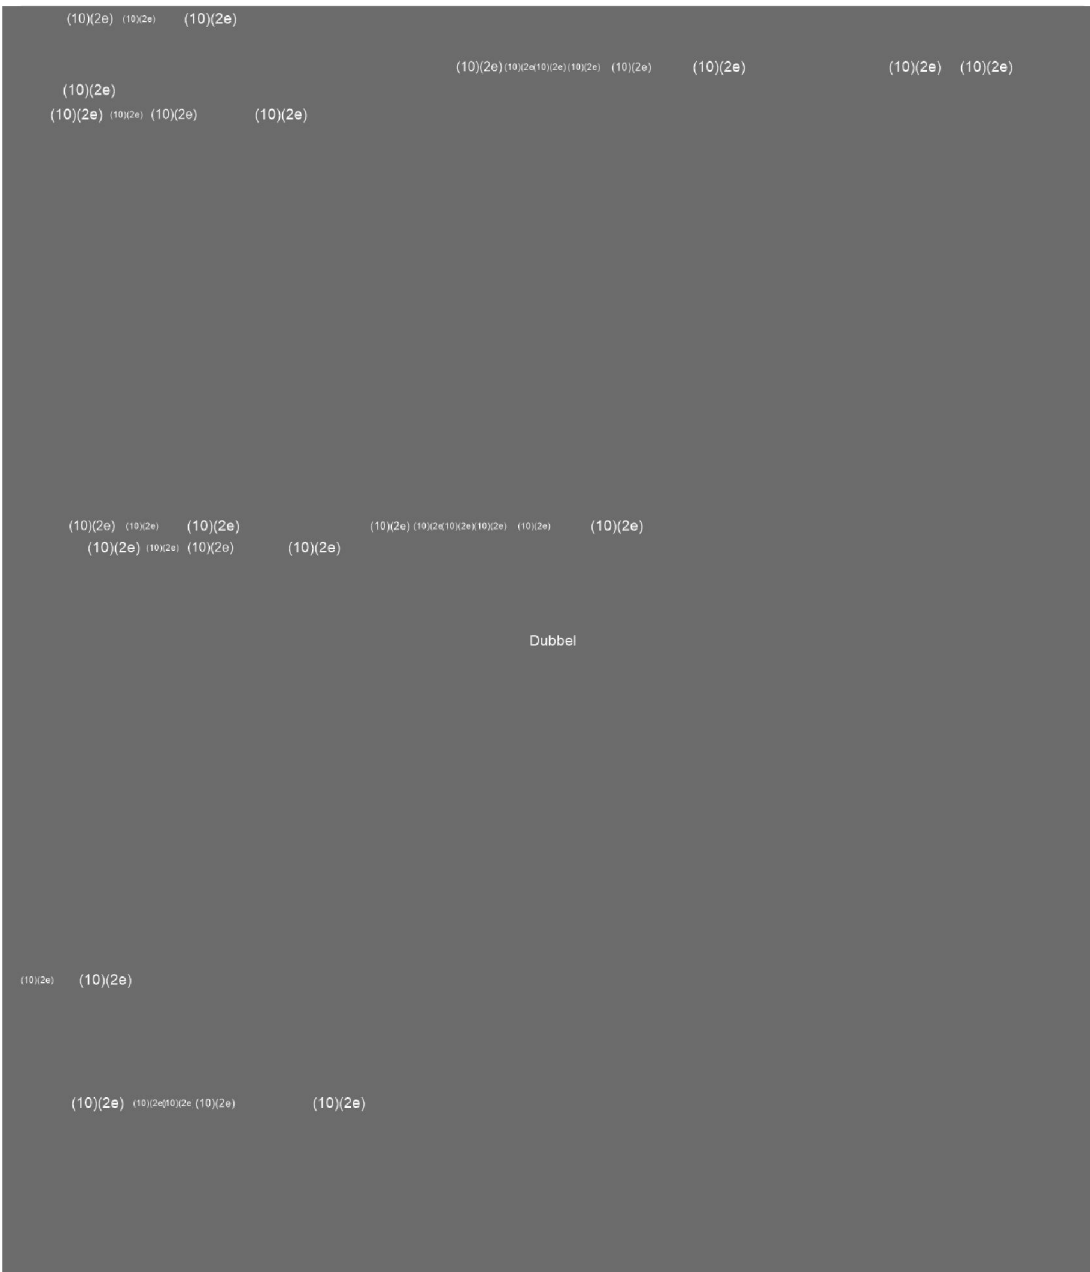 (10)(2e) (10)(2e) (10)(2e)
(10)(2e) (10)(2e(10)(2e) (10)(2e) (10)(2e) (10)(2e) (10)(2e) (10)(2e)
(10)(2e)
(10)(2e) (10)(2e) (10)(2e) (10)(2e)
(10)(2e) (10)(2e) (10)(2e) (10)(2e) (10)(2e(10)(2e)(10)(2e) (10)(2e) (10)(2e)
(10)(2e) (10)(2e) (10)(2e) (10)(2e)
Dubbel
(10)(2e) (10)(2e)
(10)(2e) (10)(2e(10)(2e (10)(2e) (10)(2e)